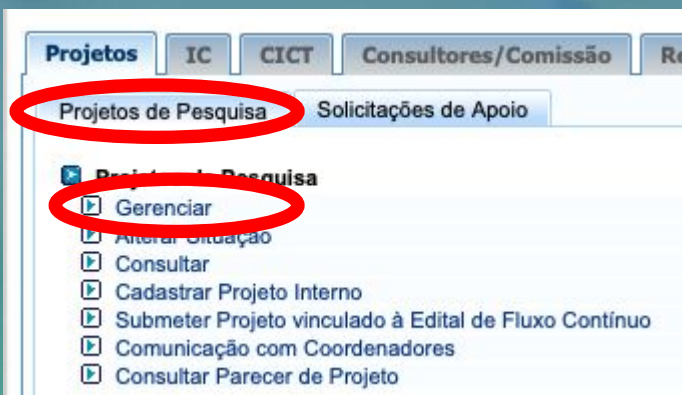 Projetos IC CICT Consultores/Comissão Re
Projetos de Pesquisa Solicitações de Apoio
Projetos de Pesquisa
Gerenciar
Alterar Situação
Consultar
Cadastrar Projeto Interno
Submeter Projeto vinculado à Edital de Fluxo Contínuo
Comunicação com Coordenadores
Consultar Parecer de Projeto